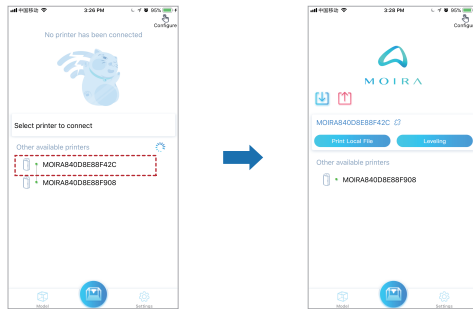 中国移动 3:26 PM 95%
Configure
No printer has been connected
Select printer to connect
Other available printers
MOIRA840D8E88F42C
MOIRA840D8E88F908
Model
Settings
中国移动 3:28 PM 95%
Configure
MOIRA
MOIRA840D8E88F42C
Print Local File Leveling
Other available printers
MOIRA840D8E88F908
Model
Settings